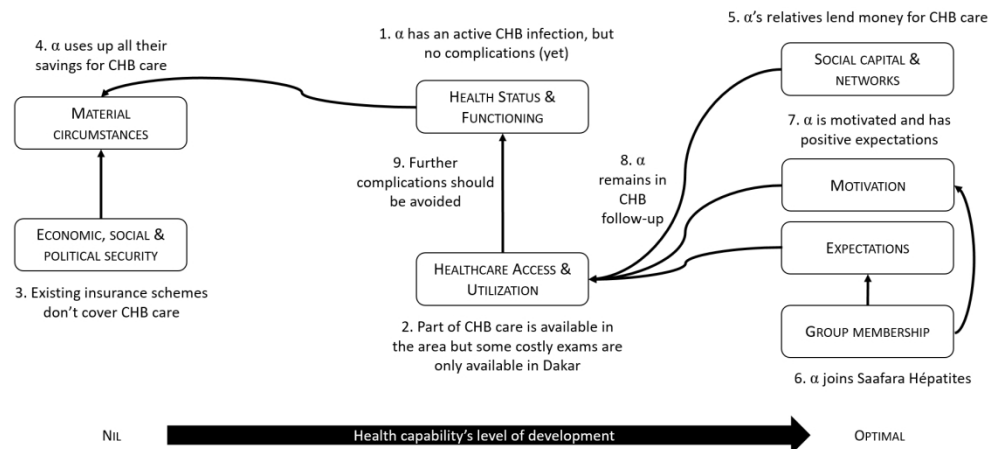 5. α's relatives lend money for CHB care
1. α has an active CHB infection, but
no complications (yet)
4. α uses up all their
savings for CHB care
SOCIAL CAPITAL &
NETWORKS
HEALTH STATUS &
FUNCTIONING
MATERIAL
CIRCUMSTANCES
7. α is motivated and has
positive expectations
9. Further
complications should
be avoided
8. α
remains in
CHB
follow-up
MOTIVATION
ECONOMIC, SOCIAL &
POLITICAL SECURITY
EXPECTATIONS
HEALTHCARE ACCESS &
UTILIZATION
3. Existing insurance schemes
don't cover CHB care
2. Part of CHB care is available in
the area but some costly exams are
only available in Dakar
GROUP MEMBERSHIP
6. α joins Saafara Hépatites
NIL
Health capability's level of development
OPTIMAL